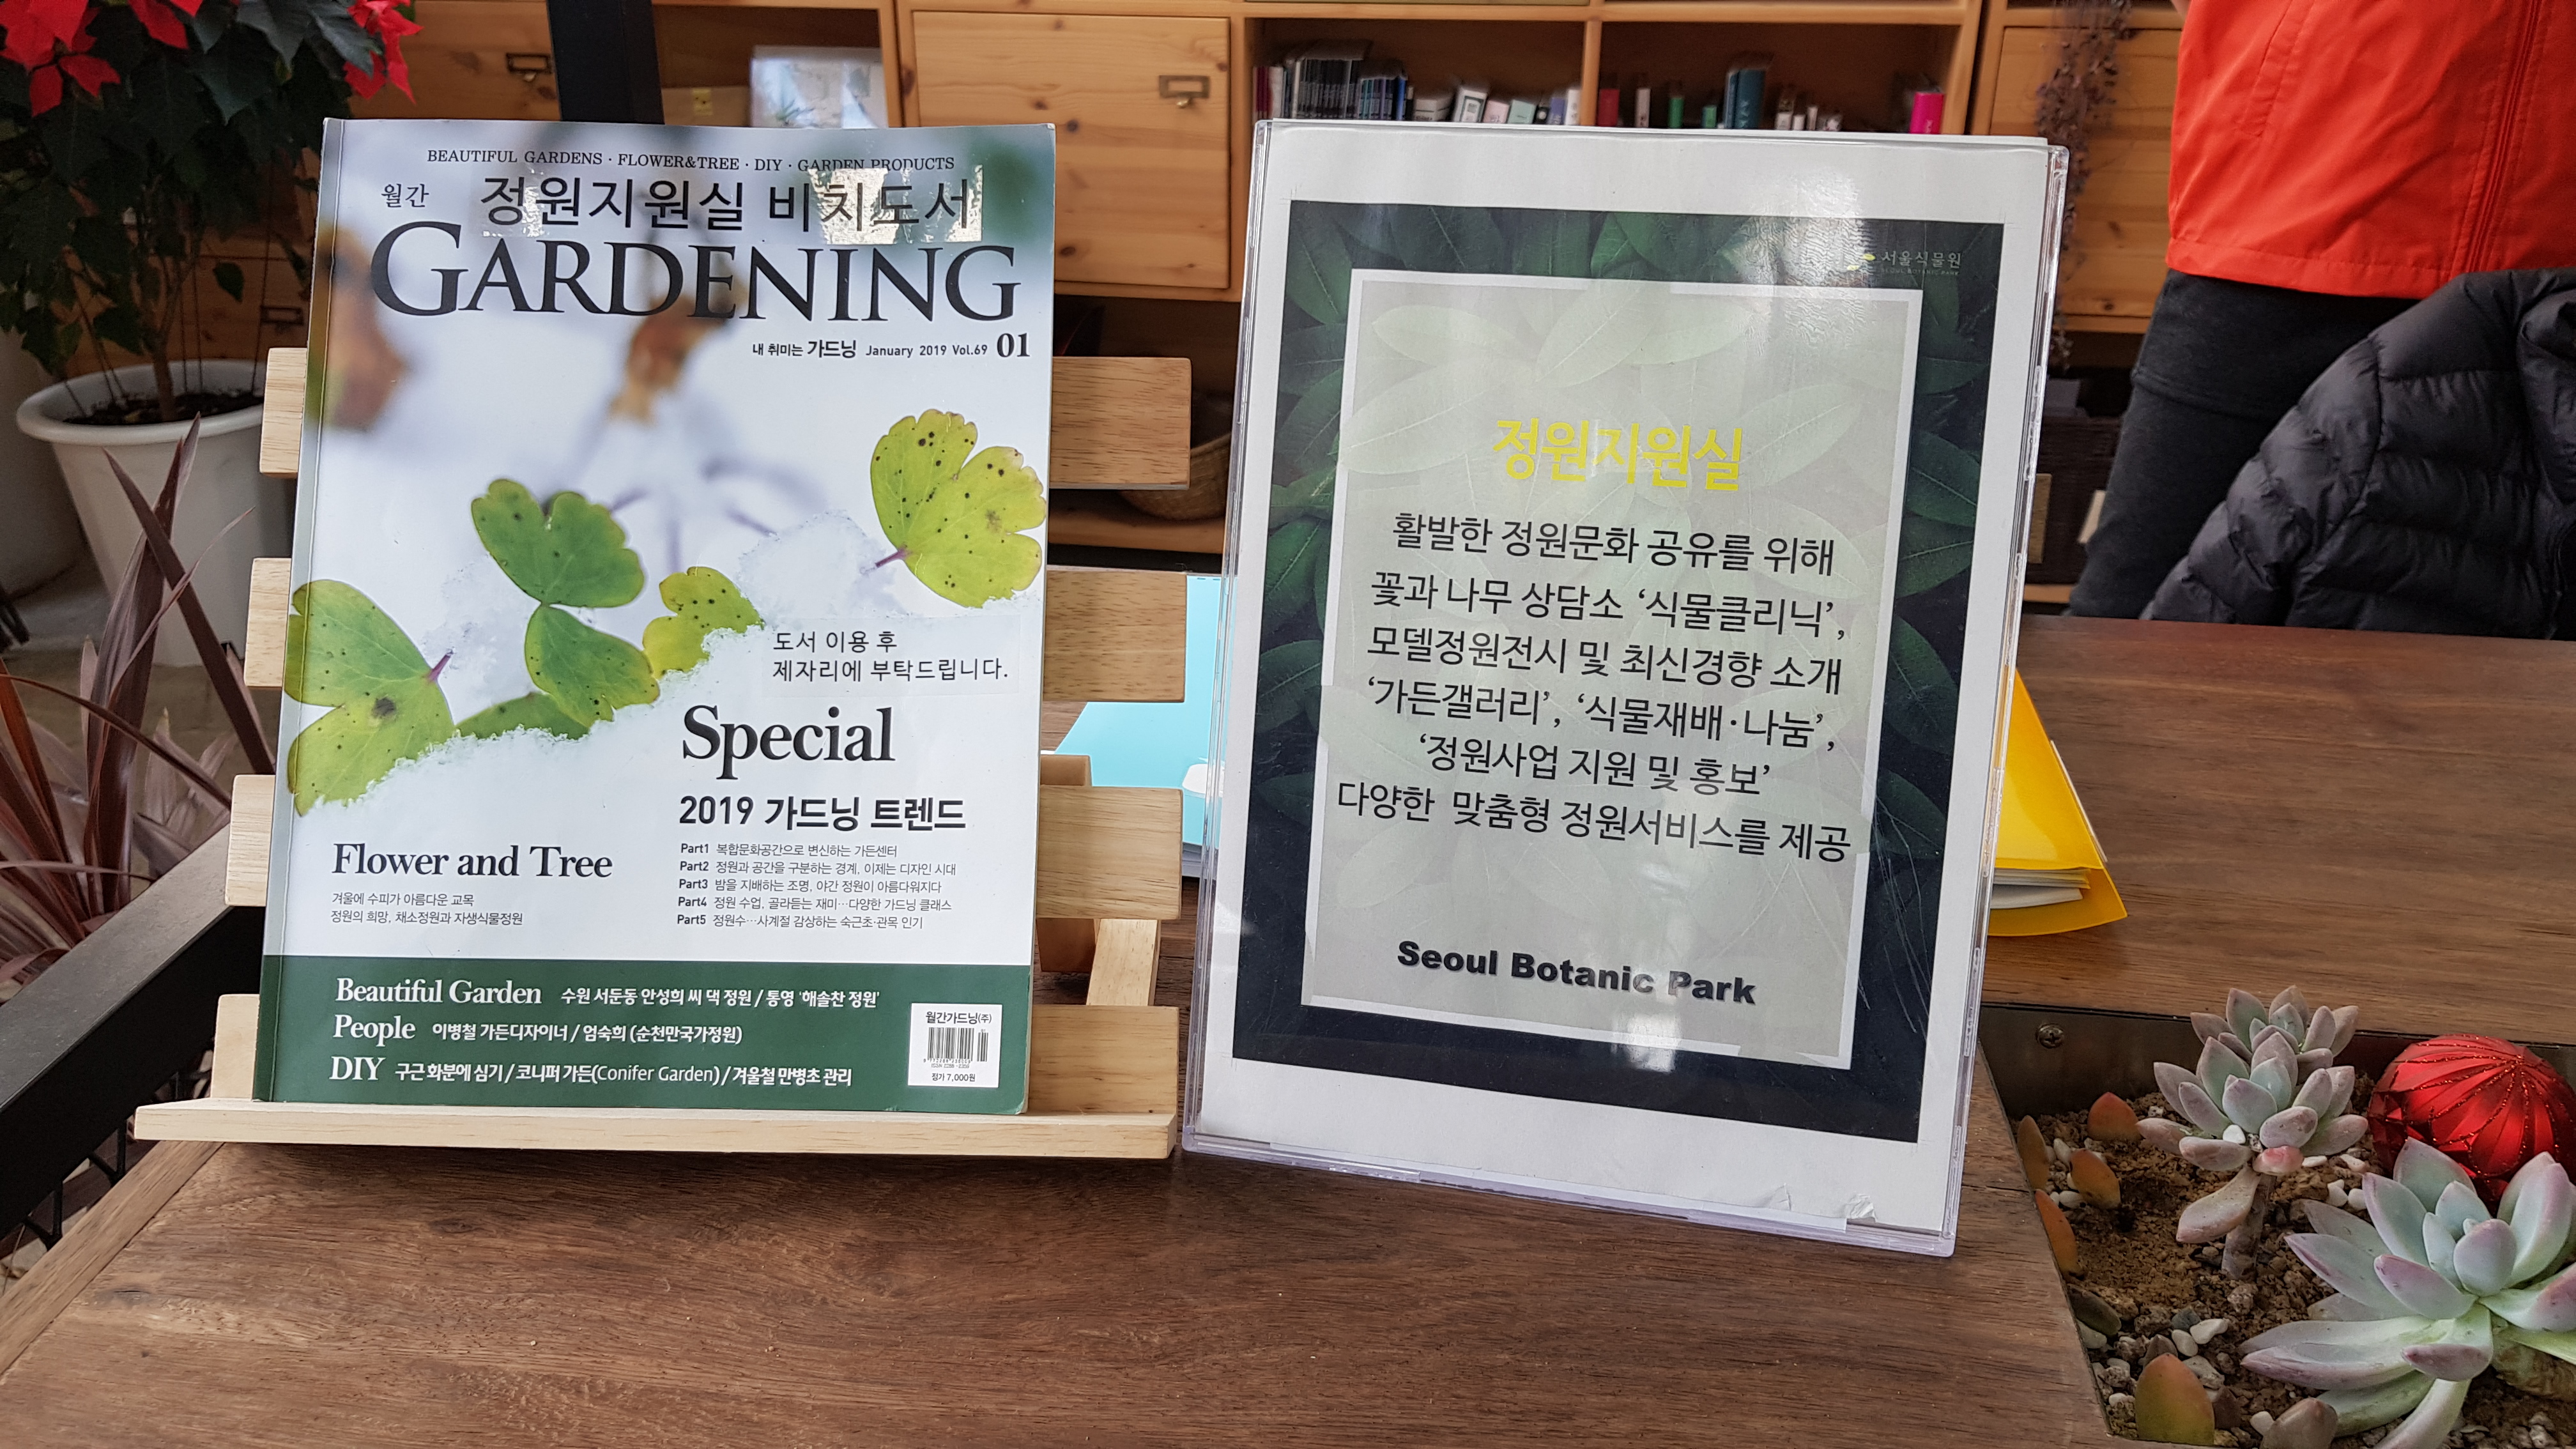 BEAUTIFUL GARDENS · FLOWER&TREE · DIY · GARDEN PRODUCTS
월간 정원지원실 비치도서
GARDENING
내 취미는 가드닝 January 2019 Vol.69 01
도서 이용 후
제자리에 부탁드립니다.
Special
2019 가드닝 트렌드
Part1 복합문화공간으로 변신하는 가든센터
Part2 정원과 공간을 구분하는 경계, 이제는 디자인 시대
Part3 밤을 지배하는 조명, 야간 정원이 아름다워지다
Part4 정원 수업, 골라듣는 재미…다양한 가드닝 클래스
Part5 정원수…사계절 감상하는 숙근초·관목 인기
Flower and Tree
겨울에 수피가 아름다운 교목
정원의 희망, 채소정원과 자생식물정원
Beautiful Garden 수원 서둔동 안성희 씨 댁 정원 / 통영 '해솔찬 정원'
People 이병철 가든디자이너 / 엄숙희 (순천만국가정원)
DIY 구근 화분에 심기 / 코니퍼 가든(Conifer Garden) / 겨울철 만병초 관리
월간가드닝(주)
정가 7,000원
서울식물원
SEOUL BOTANIC PARK
정원지원실
활발한 정원문화 공유를 위해
꽃과 나무 상담소 ‘식물클리닉’,
모델정원전시 및 최신경향 소개
‘가든갤러리’, ‘식물재배·나눔’,
‘정원사업 지원 및 홍보’
다양한 맞춤형 정원서비스를 제공
Seoul Botanic Park